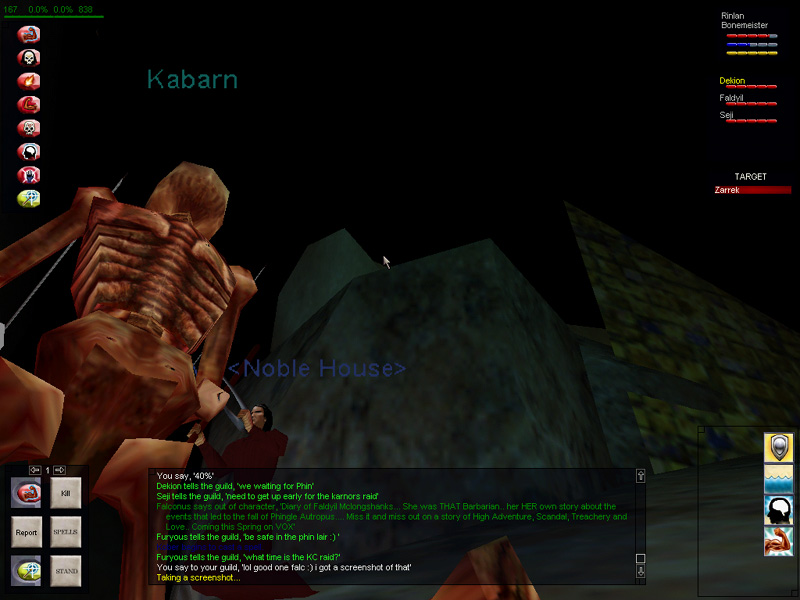 167 0.0% 0.0% 838
Rinlan
Bonemeister
Kabarn
Dekion
Faldyil
Seji
TARGET
Zarrek
<Noble House>
1
Kill
Report
SPELLS
STAND
You say, '40%'
Dekion tells the guild, 'we waiting for Phin'
Seji tells the guild, 'need to get up early for the karnors raid'
Falconus says out of character, 'Diary of Faldyil Mclongshanks... She was THAT Barbarian.. her HER own story about the
events that led to the fall of Phingle Autropus.... Miss it and miss out on a story of High Adventure, Scandal, Treachery and
Love.. Coming this Spring on VOX'
Furyous tells the guild, 'be safe in the phin lair :) '
Furyous tells the guild, 'what time is the KC raid?'
You say to your guild, 'lol good one falc :) i got a screenshot of that'
Taking a screenshot...